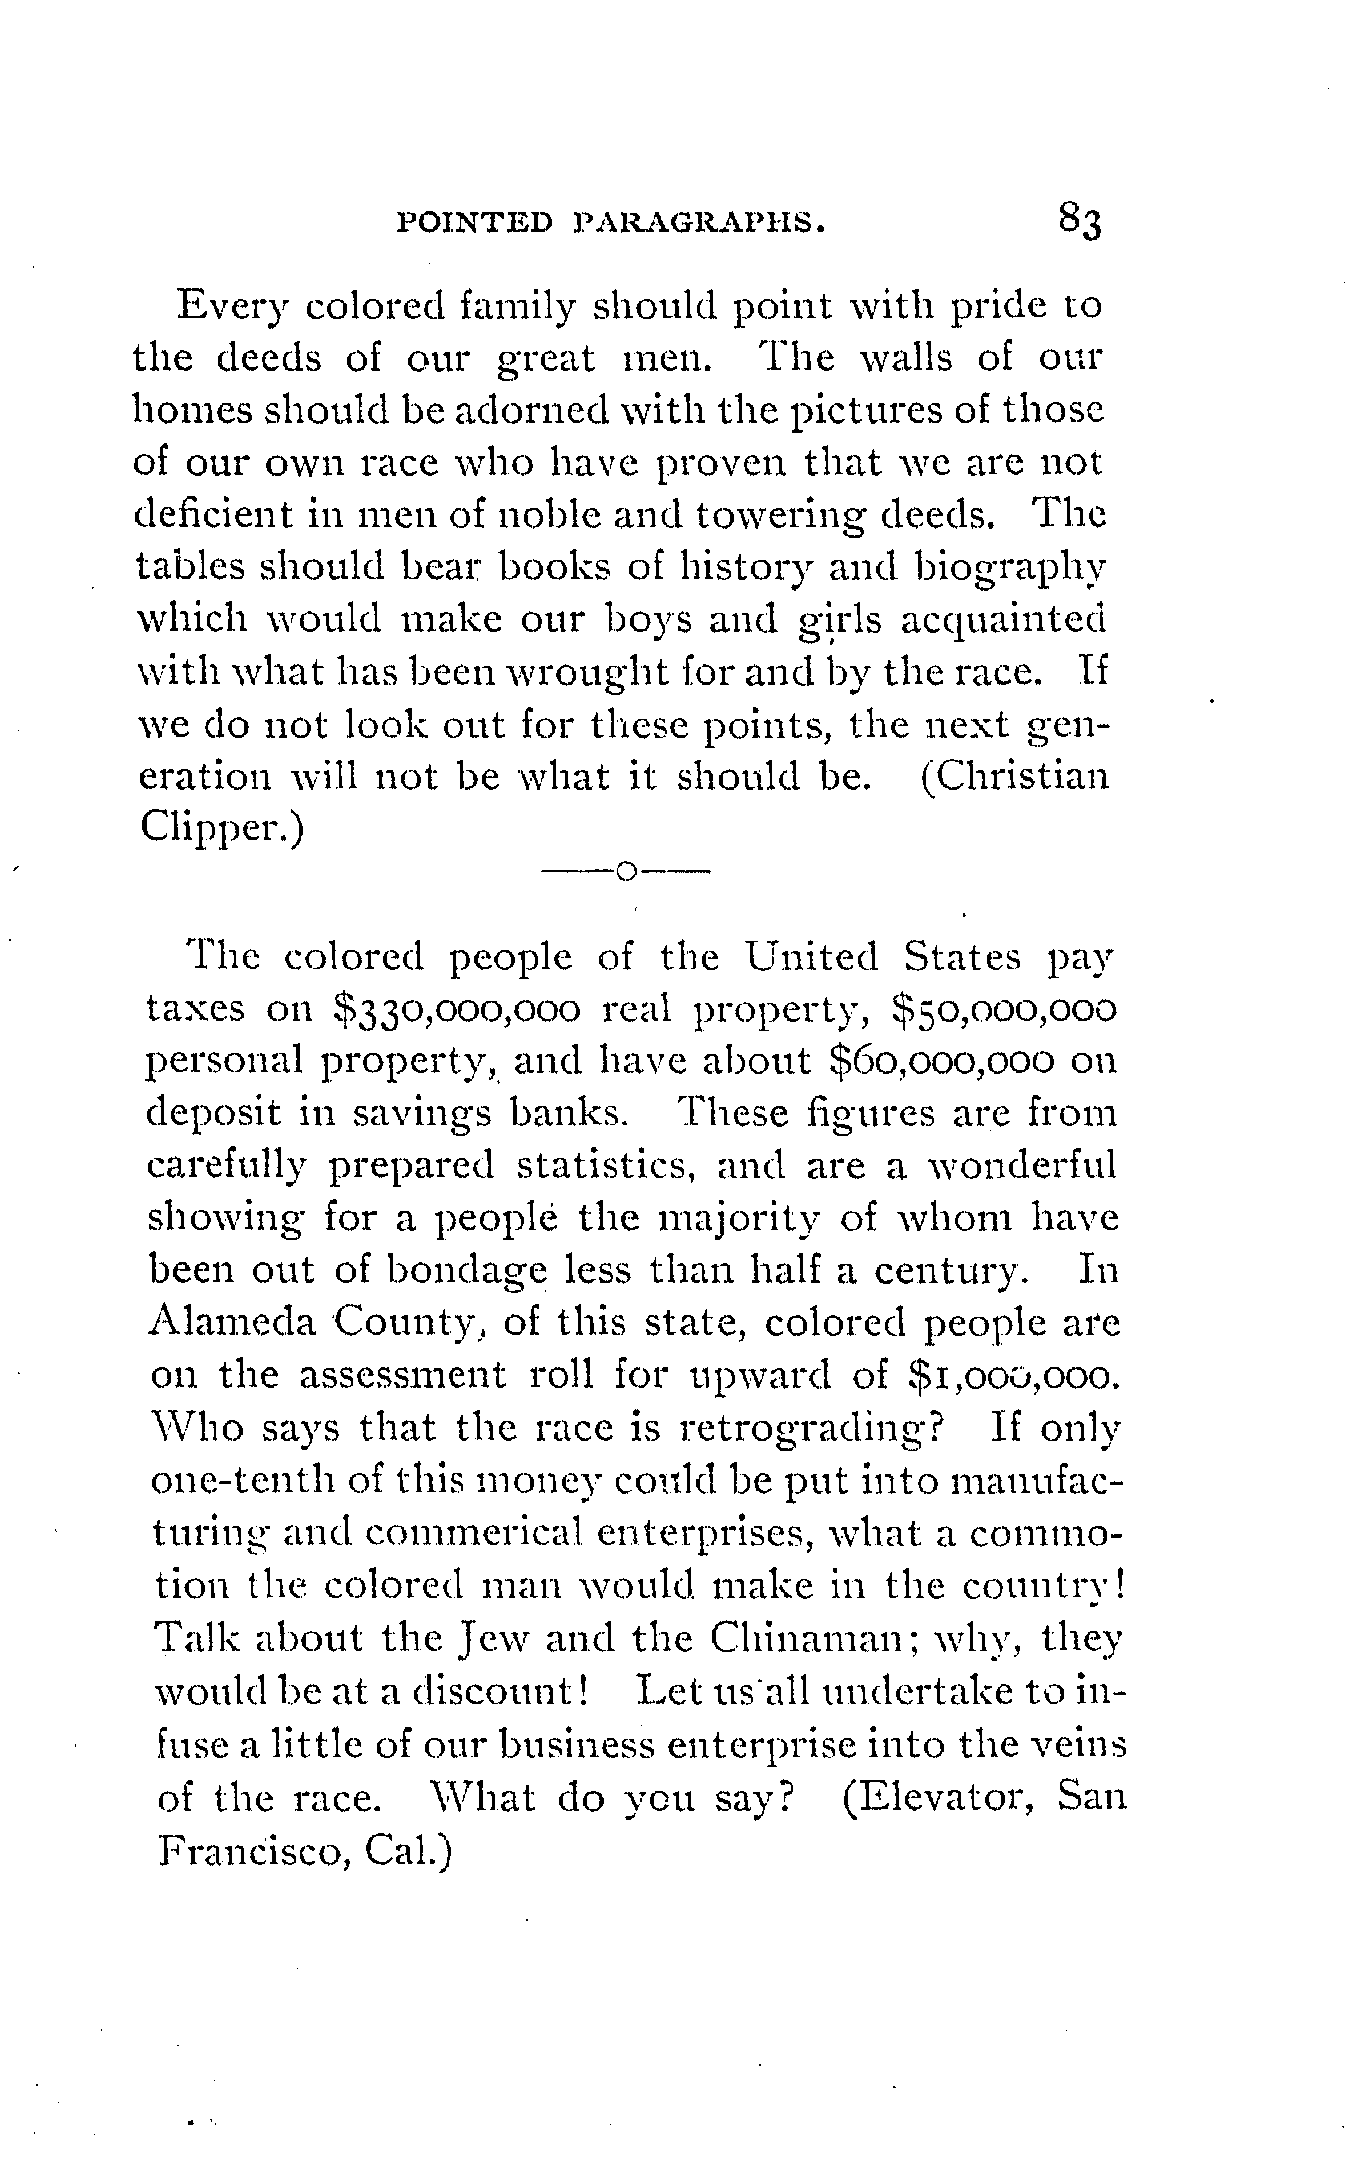 POINTED PARAGRAPHS. 83
Every colored family should point with pride to
the deeds of our great men. The walls of our
homes should be adorned with the pictures of those
of our own race who have proven that we are not
deficient in men of noble and towering deeds. The
tables should bear books of history and biography
which would make our boys and girls acquainted
with what has been wrought for and by the race. If
we do not look out for these points, the next gen-
eration will not be what it should be. (Christian
Clipper.)
——o——
The colored people of the United States pay
taxes on $330,000,000 real property, $50,000,000
personal property, and have about $60,000,000 on
deposit in savings banks. These figures are from
carefully prepared statistics, and are a wonderful
showing for a people the majority of whom have
been out of bondage less than half a century. In
Alameda County, of this state, colored people are
on the assessment roll for upward of $1,000,000.
Who says that the race is retrograding? If only
one-tenth of this money could be put into manufac-
turing and commerical enterprises, what a commo-
tion the colored man would make in the country!
Talk about the Jew and the Chinaman; why, they
would be at a discount! Let us all undertake to in-
fuse a little of our business enterprise into the veins
of the race. What do you say? (Elevator, San
Francisco, Cal.)